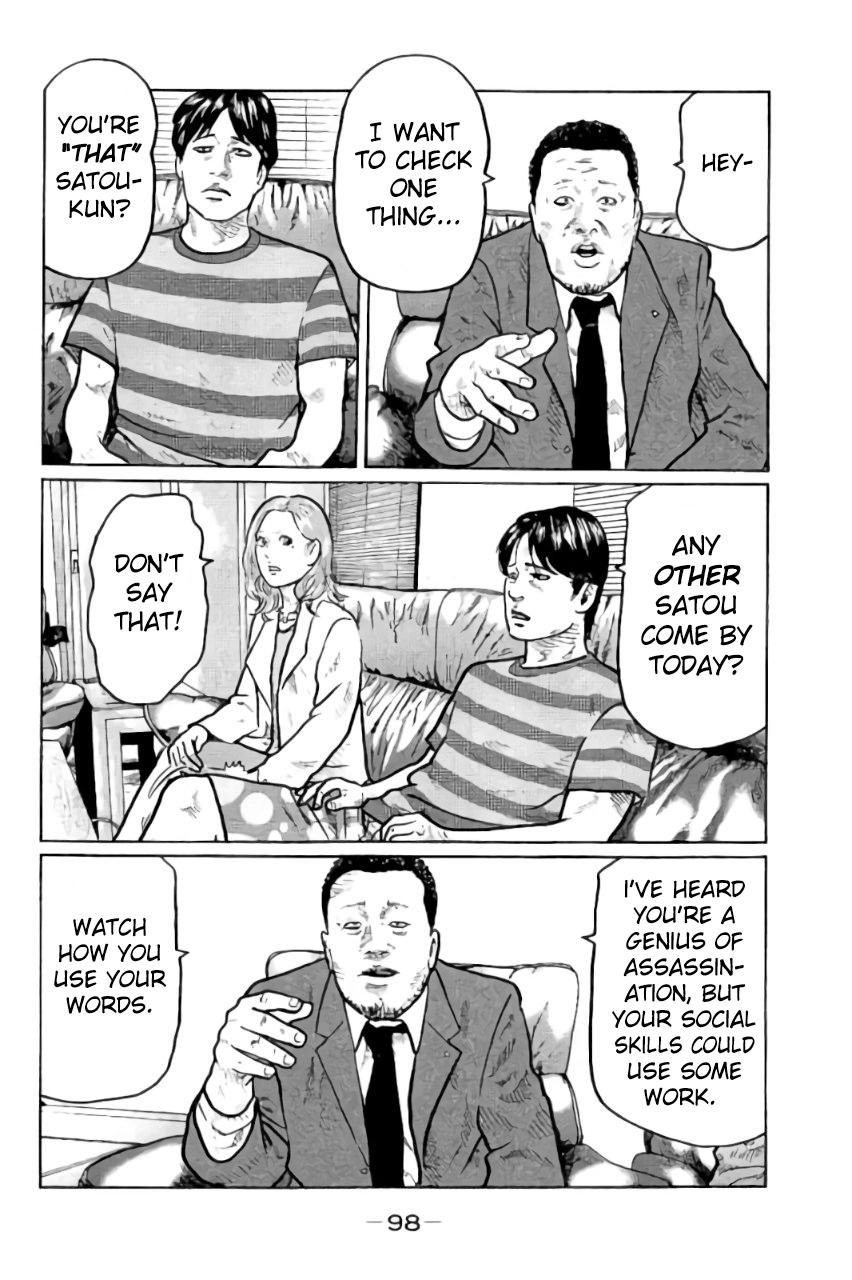 HEY-
I WANT
TO CHECK
ONE
THING...
YOU'RE
"THAT"
SATOU-
KUN?
ANY
OTHER
SATOU
COME BY
TODAY?
DON'T
SAY
THAT!
I'VE HEARD
YOU'RE A
GENIUS OF
ASSASSIN-
ATION, BUT
YOUR SOCIAL
SKILLS COULD
USE SOME
WORK.
WATCH
HOW YOU
USE YOUR
WORDS.
—98—